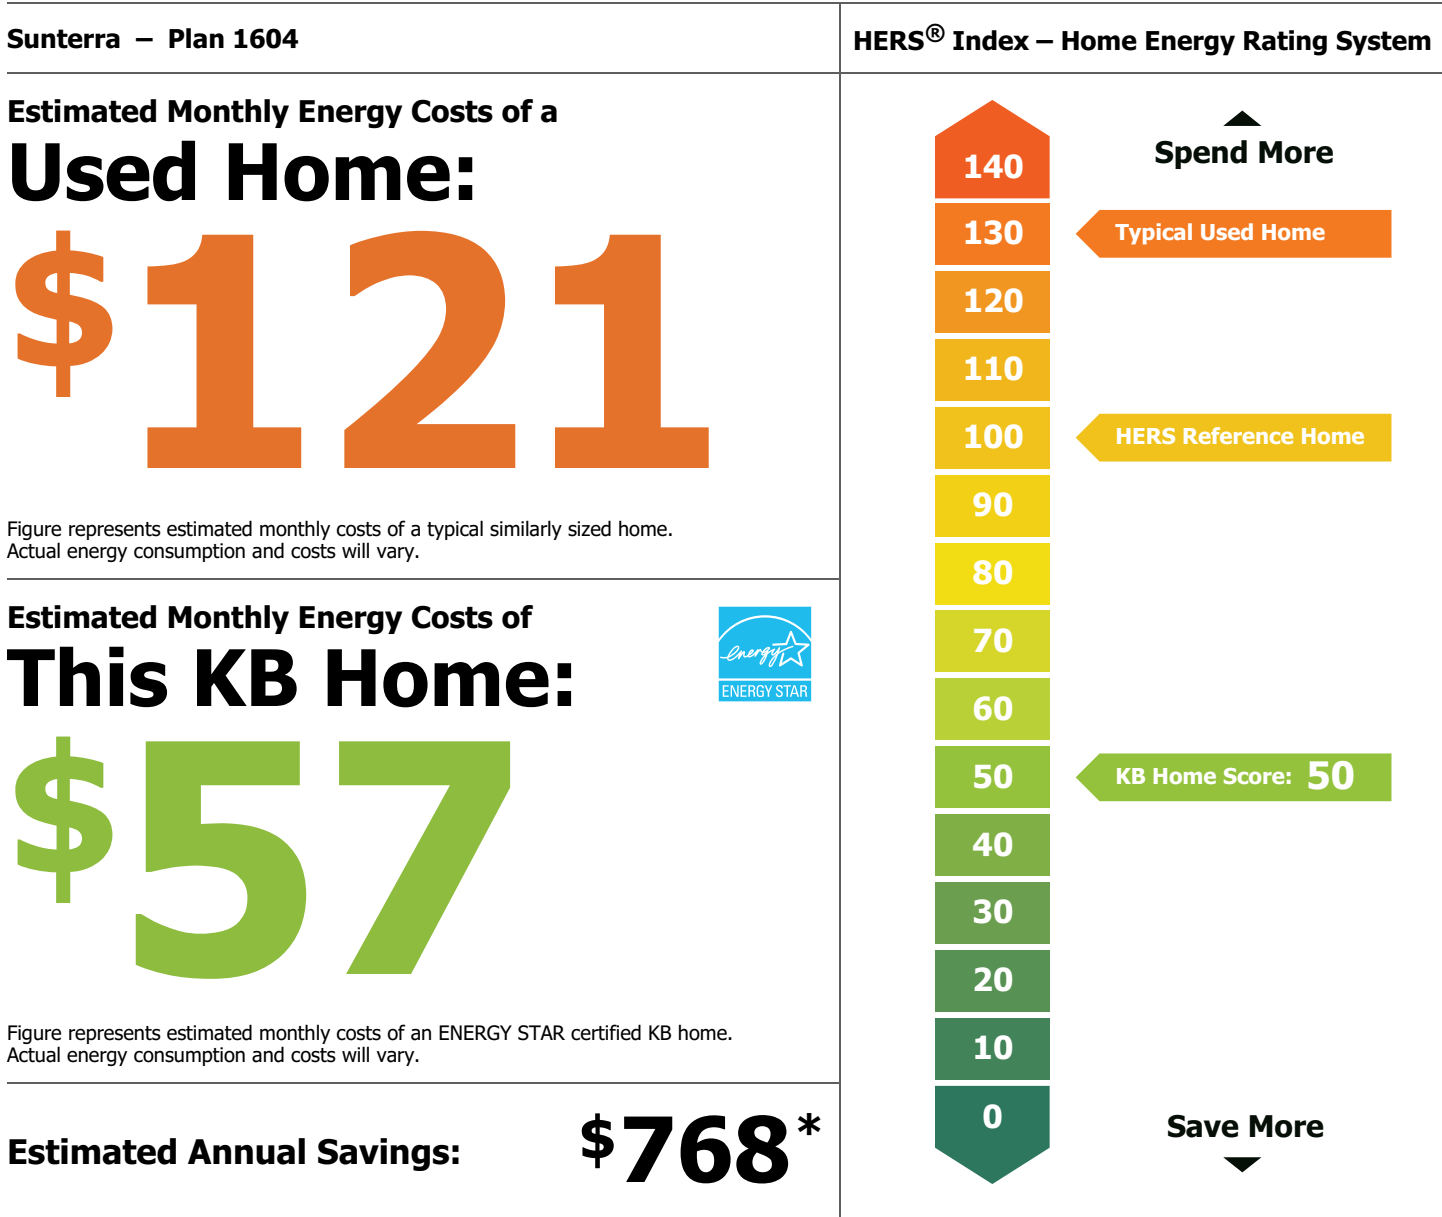 Sunterra – Plan 1604
Estimated Monthly Energy Costs of a
Used Home:
$121
Figure represents estimated monthly costs of a typical similarly sized home.
Actual energy consumption and costs will vary.
Estimated Monthly Energy Costs of
This KB Home:
energy
ENERGY STAR
$57
Figure represents estimated monthly costs of an ENERGY STAR certified KB home.
Actual energy consumption and costs will vary.
Estimated Annual Savings: $768*
HERS® Index – Home Energy Rating System
Spend More
140
130 Typical Used Home
120
110
100 HERS Reference Home
90
80
70
60
50 KB Home Score: 50
40
30
20
10
0
Save More